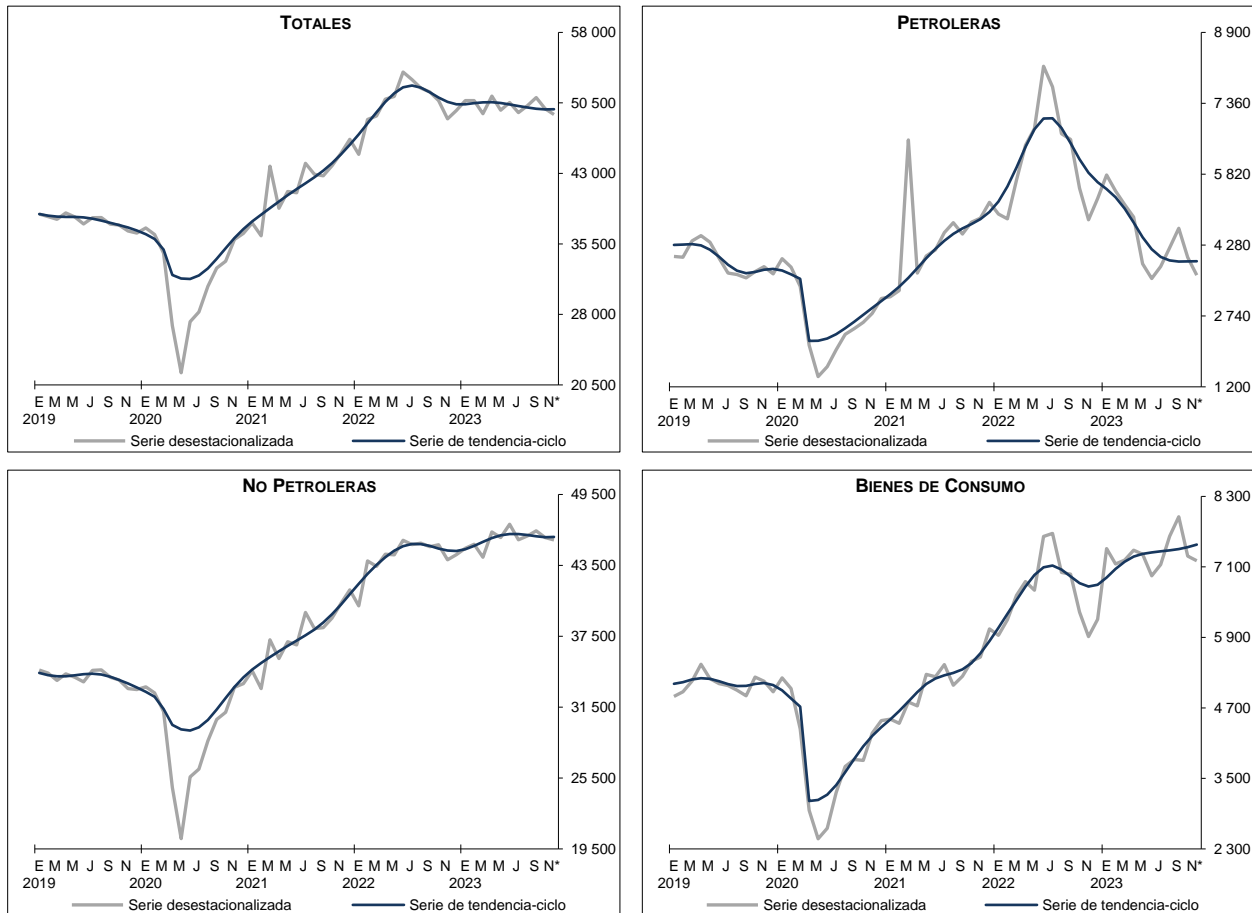 TOTALES
58 000
50 500
43 000
35 500
28 000
20 500
E M M J S N E M M J S N E M M J S N E M M J S N E M M J S N*
2019 2020 2021 2022 2023
Serie desestacionalizada Serie de tendencia-ciclo
PETROLERAS
8 900
7 360
5 820
4 280
2 740
1 200
E M M J S N E M M J S N E M M J S N E M M J S N E M M J S N*
2019 2020 2021 2022 2023
Serie desestacionalizada Serie de tendencia-ciclo
NO PETROLERAS
49 500
43 500
37 500
31 500
25 500
19 500
E M M J S N E M M J S N E M M J S N E M M J S N E M M J S N*
2019 2020 2021 2022 2023
Serie desestacionalizada Serie de tendencia-ciclo
BIENES DE CONSUMO
8 300
7 100
5 900
4 700
3 500
2 300
E M M J S N E M M J S N E M M J S N E M M J S N E M M J S N*
2019 2020 2021 2022 2023
Serie desestacionalizada Serie de tendencia-ciclo